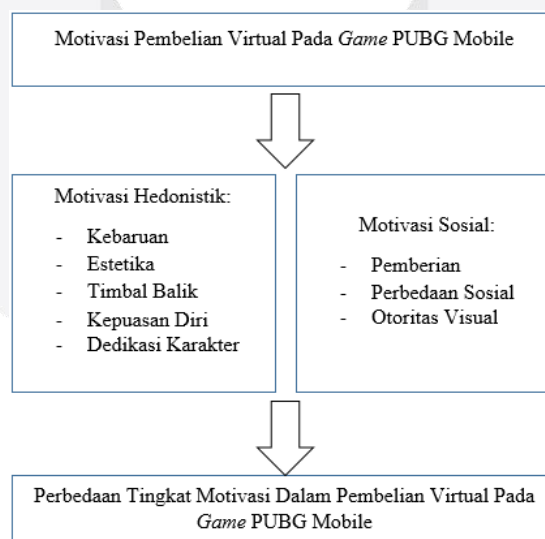 Motivasi Pembelian Virtual Pada Game PUBG Mobile
Motivasi Hedonistik:
- Kebaruan
- Estetika
- Timbal Balik
- Kepuasan Diri
- Dedikasi Karakter
Motivasi Sosial:
- Pemberian
- Perbedaan Sosial
- Otoritas Visual
Perbedaan Tingkat Motivasi Dalam Pembelian Virtual Pada
Game PUBG Mobile